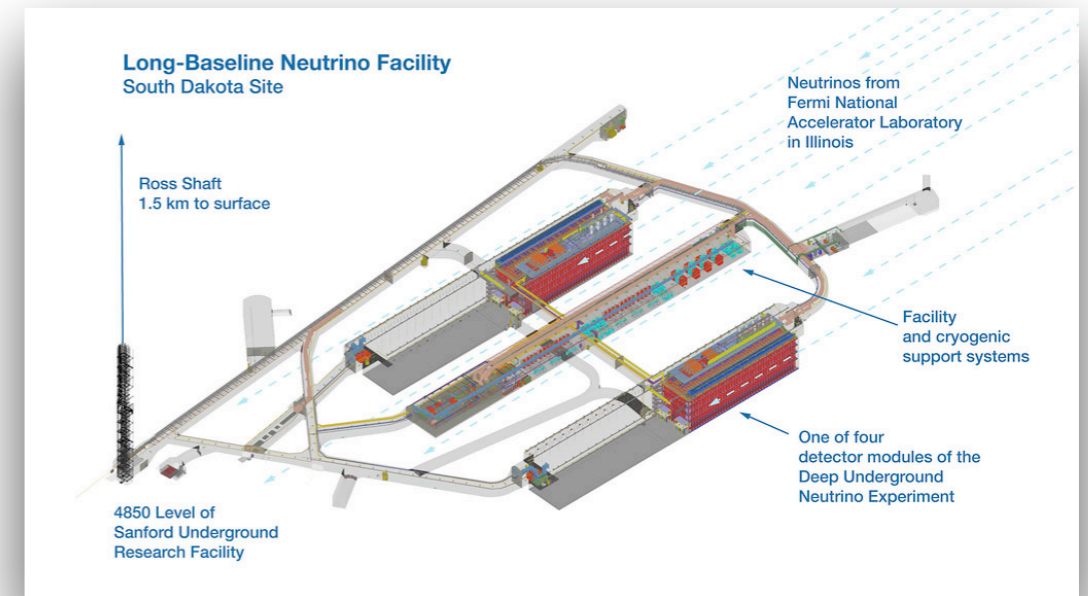 Long-Baseline Neutrino Facility
South Dakota Site
Neutrinos from
Fermi National
Accelerator Laboratory
in Illinois
Ross Shaft
1.5 km to surface
Facility
and cryogenic
support systems
One of four
detector modules of the
Deep Underground
Neutrino Experiment
4850 Level of
Sanford Underground
Research Facility